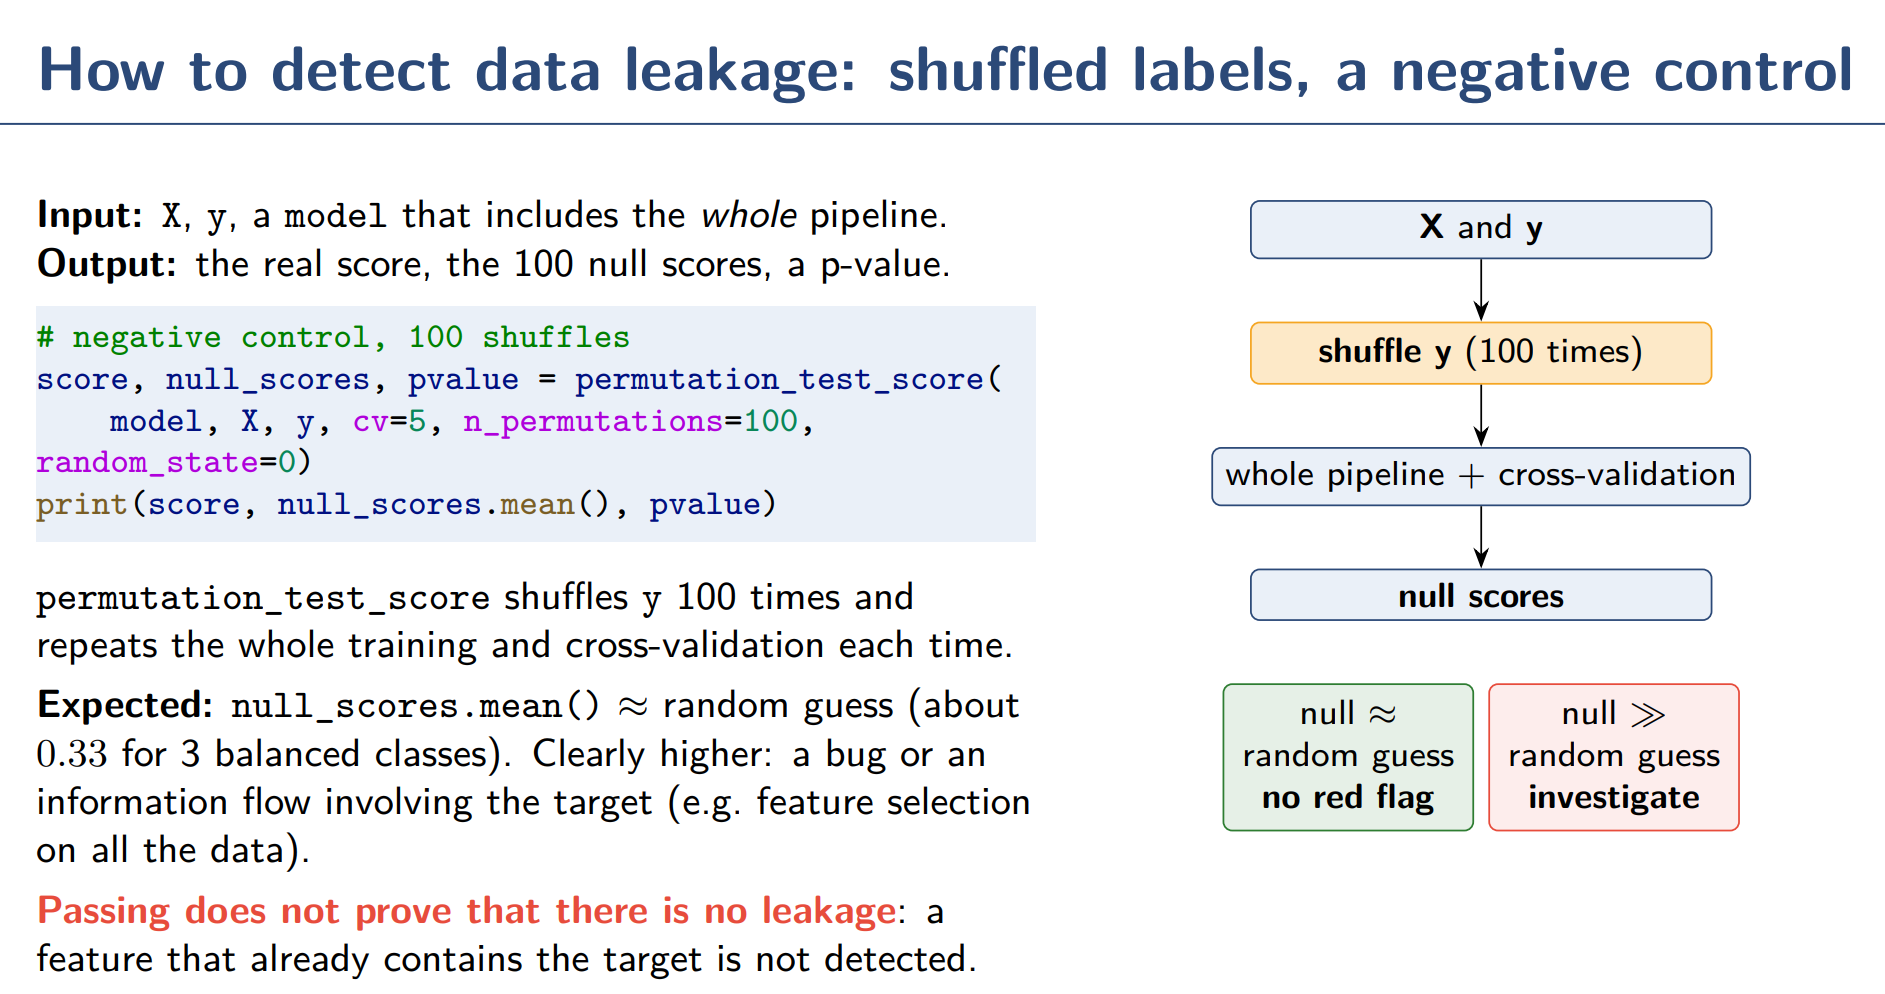 How to detect data leakage: shuffled labels, a negative control
Input: X, y, a model that includes the whole pipeline.
Output: the real score, the 100 null scores, a p-value.
# negative control, 100 shuffles
score, null_scores, pvalue = permutation_test_score(
    model, X, y, cv=5, n_permutations=100,
random_state=0)
print(score, null_scores.mean(), pvalue)
permutation_test_score shuffles y 100 times and
repeats the whole training and cross-validation each time.
Expected: null_scores.mean() ≈ random guess (about
0.33 for 3 balanced classes). Clearly higher: a bug or an
information flow involving the target (e.g. feature selection
on all the data).
Passing does not prove that there is no leakage: a
feature that already contains the target is not detected.
X and y
shuffle y (100 times)
whole pipeline + cross-validation
null scores
null ≈
random guess
no red flag
null ≫
random guess
investigate